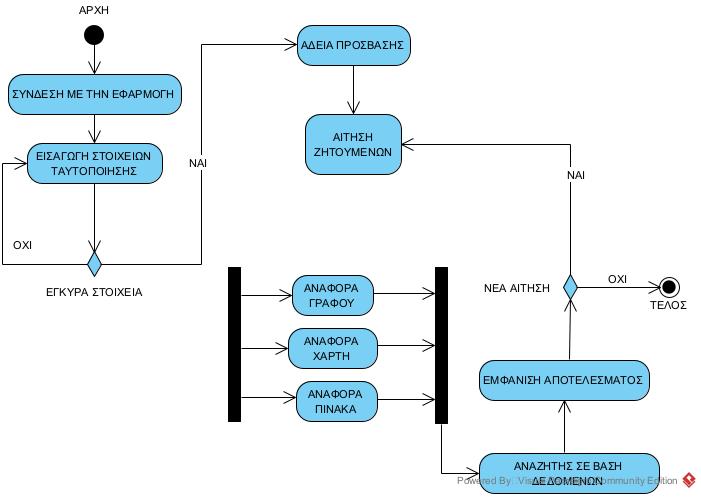 ΑΡΧΗ
ΣΥΝΔΕΣΗ ΜΕ ΤΗΝ ΕΦΑΡΜΟΓΗ
ΕΙΣΑΓΩΓΗ ΣΤΟΙΧΕΙΩΝ
ΤΑΥΤΟΠΟΙΗΣΗΣ
ΟΧΙ
ΕΓΚΥΡΑ ΣΤΟΙΧΕΙΑ
ΝΑΙ
ΑΔΕΙΑ ΠΡΟΣΒΑΣΗΣ
ΑΙΤΗΣΗ
ΖΗΤΟΥΜΕΝΩΝ
ΑΝΑΦΟΡΑ
ΓΡΑΦΟΥ
ΑΝΑΦΟΡΑ
ΧΑΡΤΗ
ΑΝΑΦΟΡΑ
ΠΙΝΑΚΑ
ΑΝΑΖΗΤΗΣ ΣΕ ΒΑΣΗ
ΔΕΔΟΜΕΝΩΝ
ΕΜΦΑΝΙΣΗ ΑΠΟΤΕΛΕΣΜΑΤΟΣ
ΝΕΑ ΑΙΤΗΣΗ
ΝΑΙ
ΟΧΙ
ΤΕΛΟΣ
Powered By: Visual Paradigm Community Edition